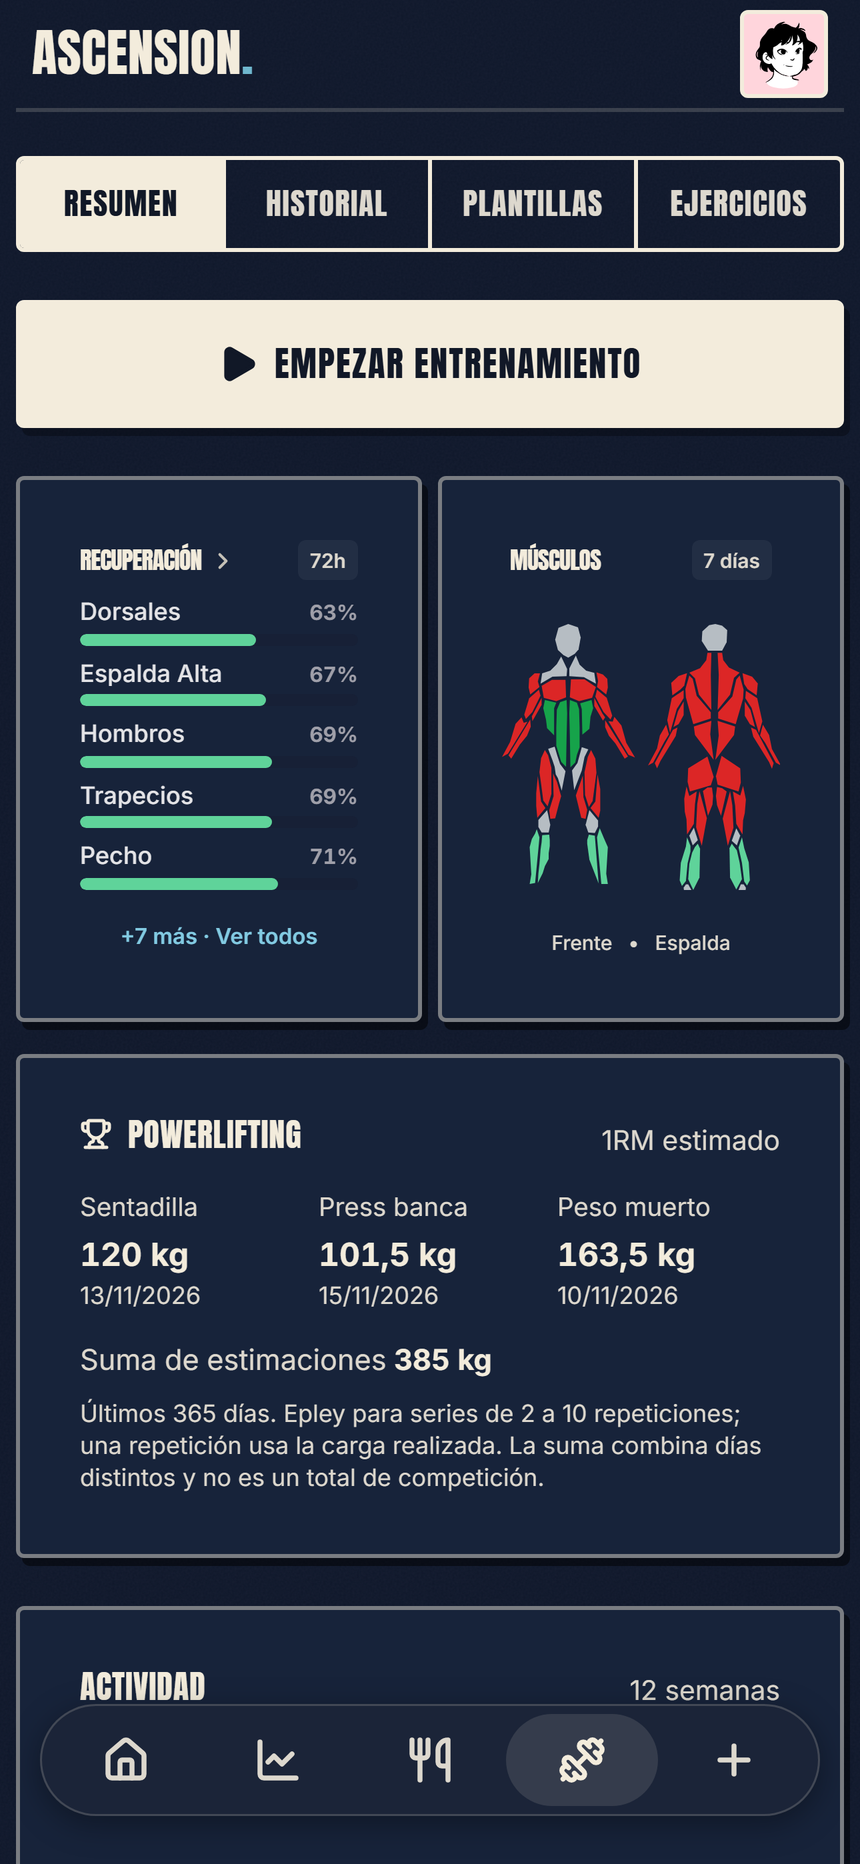 ASCENSION.
RESUMEN
HISTORIAL
PLANTILLAS
EJERCICIOS
EMPEZAR ENTRENAMIENTO
RECUPERACIÓN
72h
Dorsales 63%
Espalda Alta 67%
Hombros 69%
Trapecios 69%
Pecho 71%
+7 más · Ver todos
MÚSCULOS
7 días
Frente • Espalda
POWERLIFTING
1RM estimado
Sentadilla
120 kg
13/11/2026
Press banca
101,5 kg
15/11/2026
Peso muerto
163,5 kg
10/11/2026
Suma de estimaciones 385 kg
Últimos 365 días. Epley para series de 2 a 10 repeticiones;
una repetición usa la carga realizada. La suma combina días
distintos y no es un total de competición.
ACTIVIDAD
12 semanas